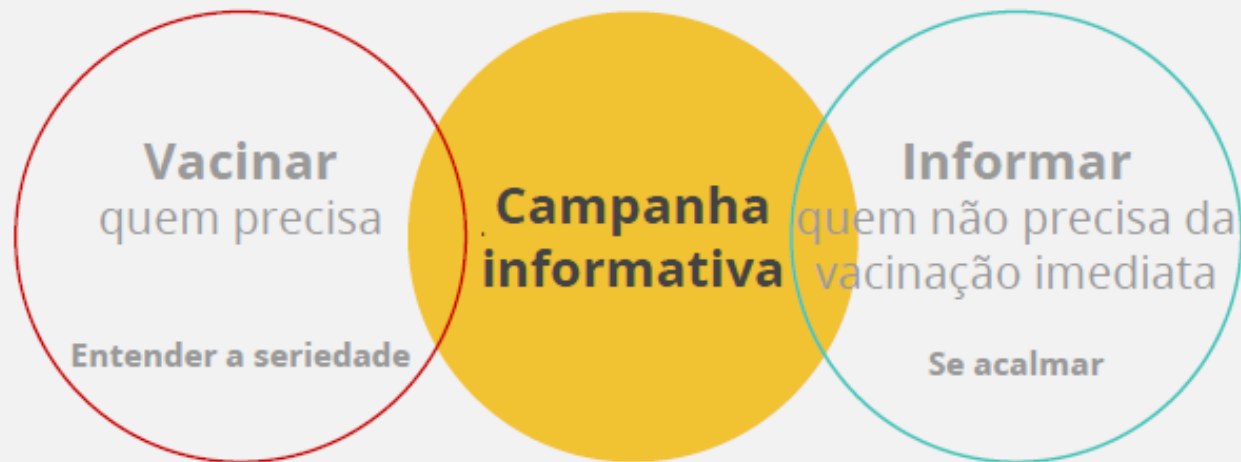 Vacinar
quem precisa
Entender a seriedade
Campanha
informativa
Informar
quem não precisa da
vacinação imediata
Se acalmar